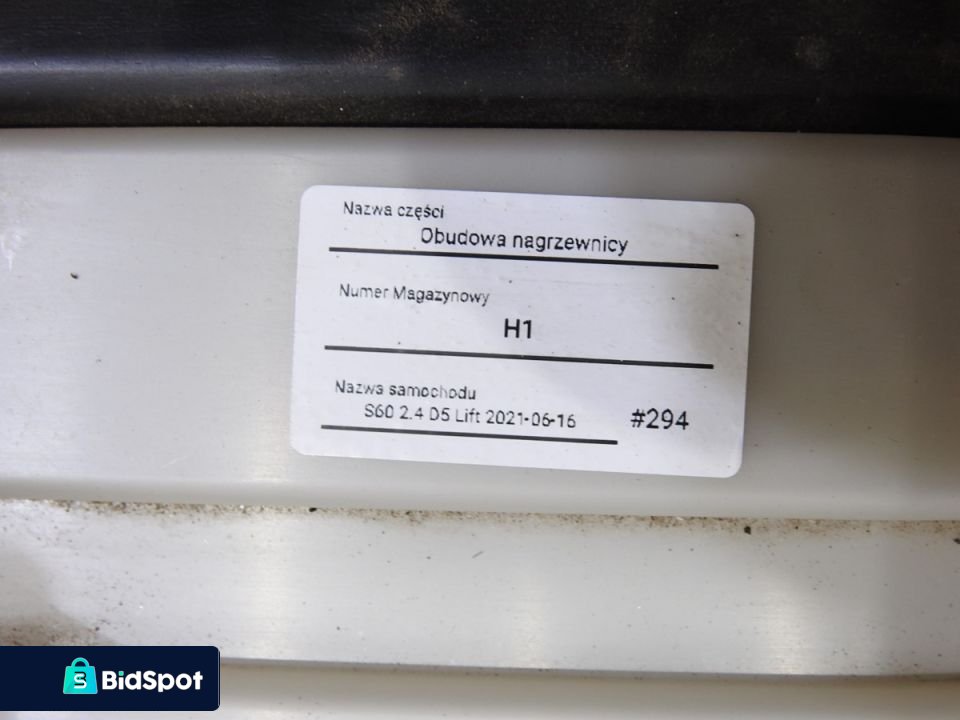 Nazwa części
Obudowa nagrzewnicy
Numer Magazynowy
H1
Nazwa samochodu
S60 2.4 D5 Lift 2021-06-16
#294
BidSpot